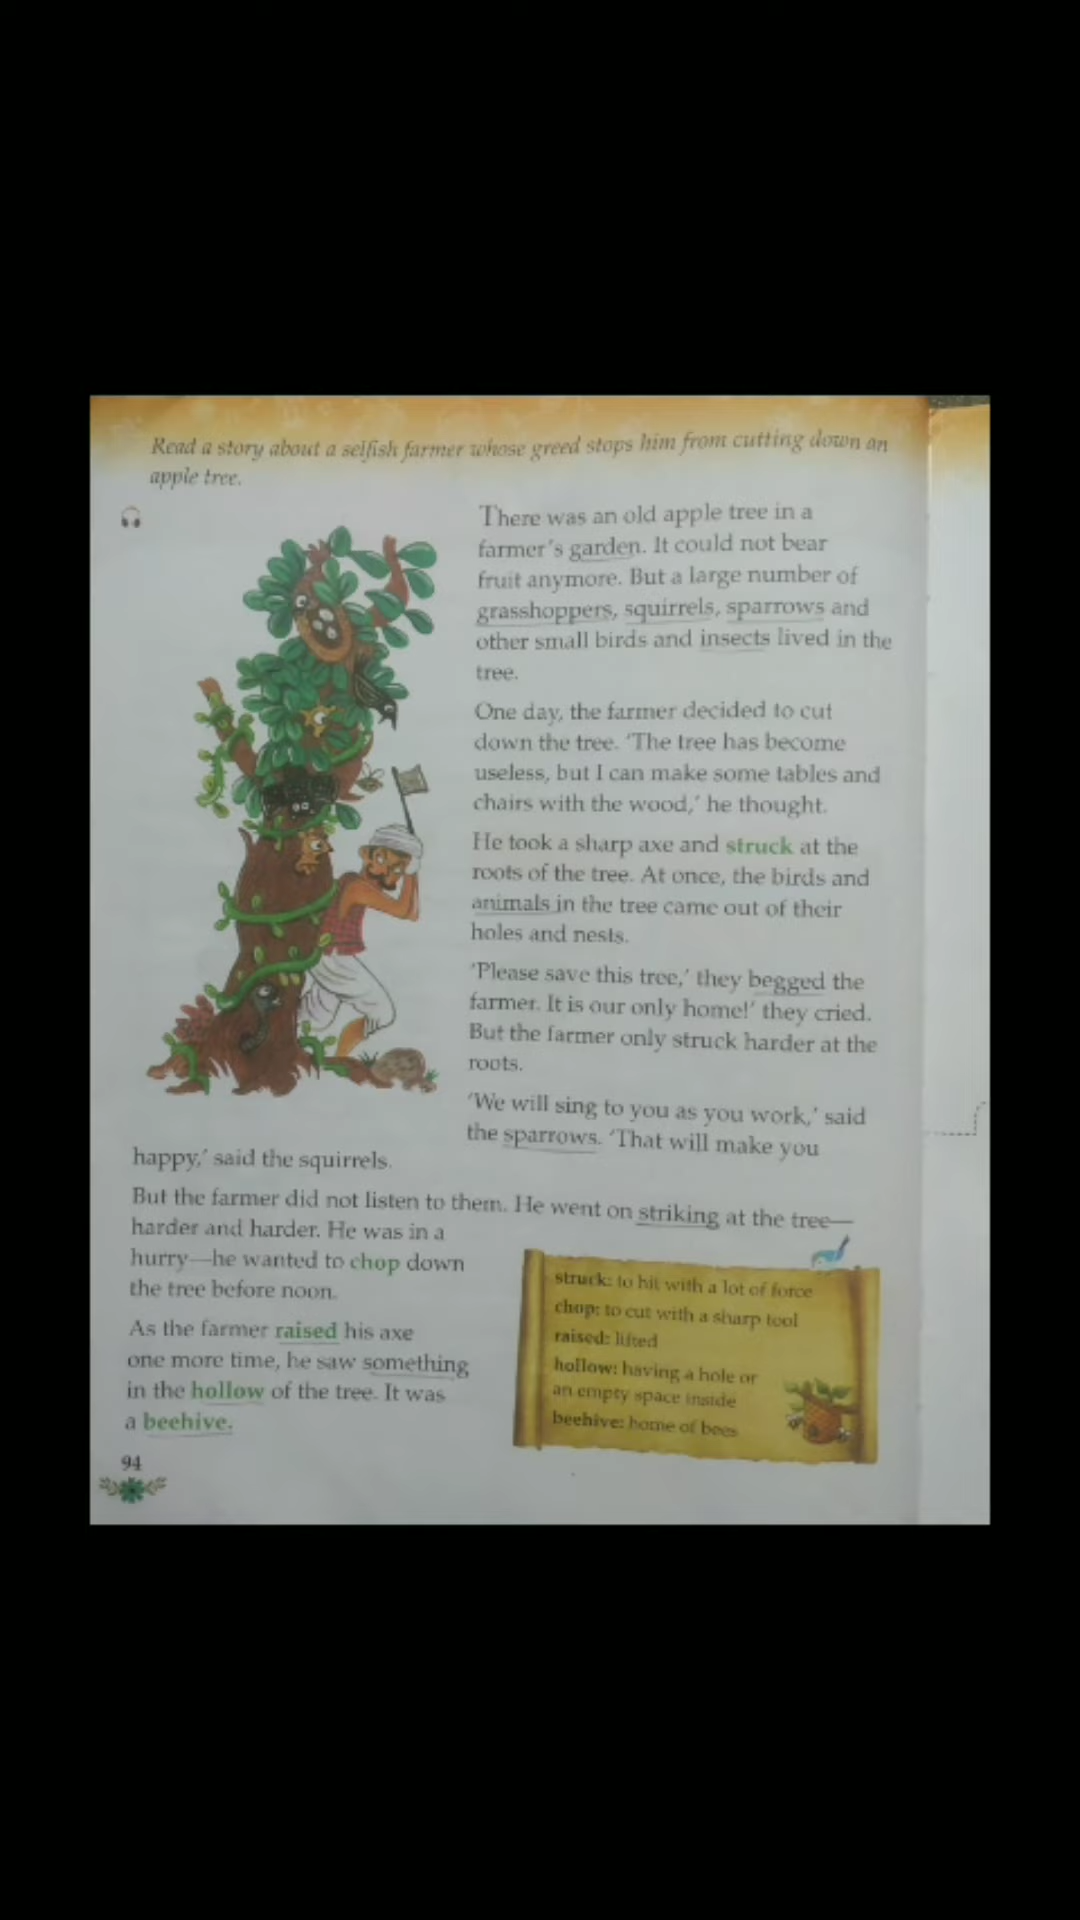 Read a story about a selfish farmer whose greed stops him from cutting down an
apple tree.
There was an old apple tree in a
farmer's garden. It could not bear
fruit anymore. But a large number of
grasshoppers, squirrels, sparrows and
other small birds and insects lived in the
tree.
One day, the farmer decided to cut
down the tree. 'The tree has become
useless, but I can make some tables and
chairs with the wood,' he thought.
He took a sharp axe and struck at the
roots of the tree. At once, the birds and
animals in the tree came out of their
holes and nests.
'Please save this tree,' they begged the
farmer. It is our only home!' they cried.
But the farmer only struck harder at the
roots.
'We will sing to you as you work,' said
the sparrows. 'That will make you
happy,' said the squirrels.
But the farmer did not listen to them. He went on striking at the tree—
harder and harder. He was in a
hurry—he wanted to chop down
the tree before noon.
As the farmer raised his axe
one more time, he saw something
in the hollow of the tree. It was
a beehive.
struck: to hit with a lot of force
chop: to cut with a sharp tool
raised: lifted
hollow: having a hole or
an empty space inside
beehive: home of bees
94